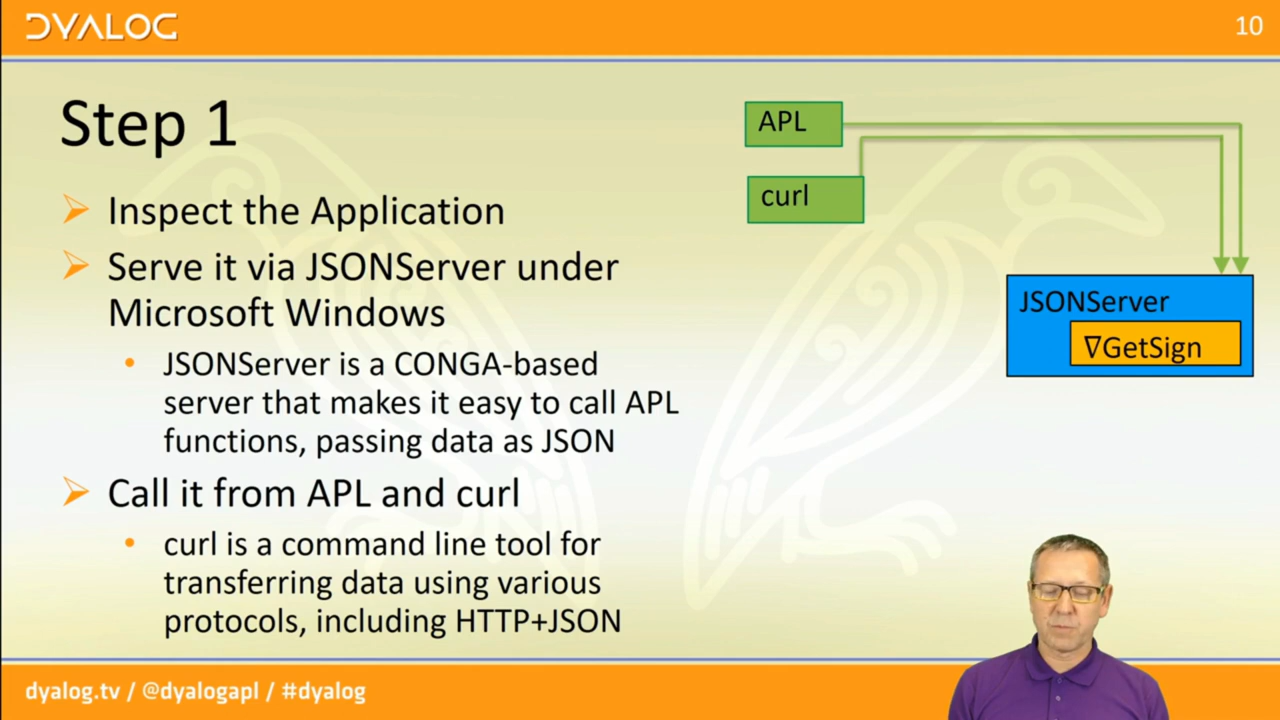 DYALOG
10
Step 1
Inspect the Application
Serve it via JSONServer under
Microsoft Windows
JSONServer is a CONGA-based
server that makes it easy to call APL
functions, passing data as JSON
Call it from APL and curl
curl is a command line tool for
transferring data using various
protocols, including HTTP+JSON
APL
curl
JSONServer
∇GetSign
dyalog.tv / @dyalogapl / #dyalog